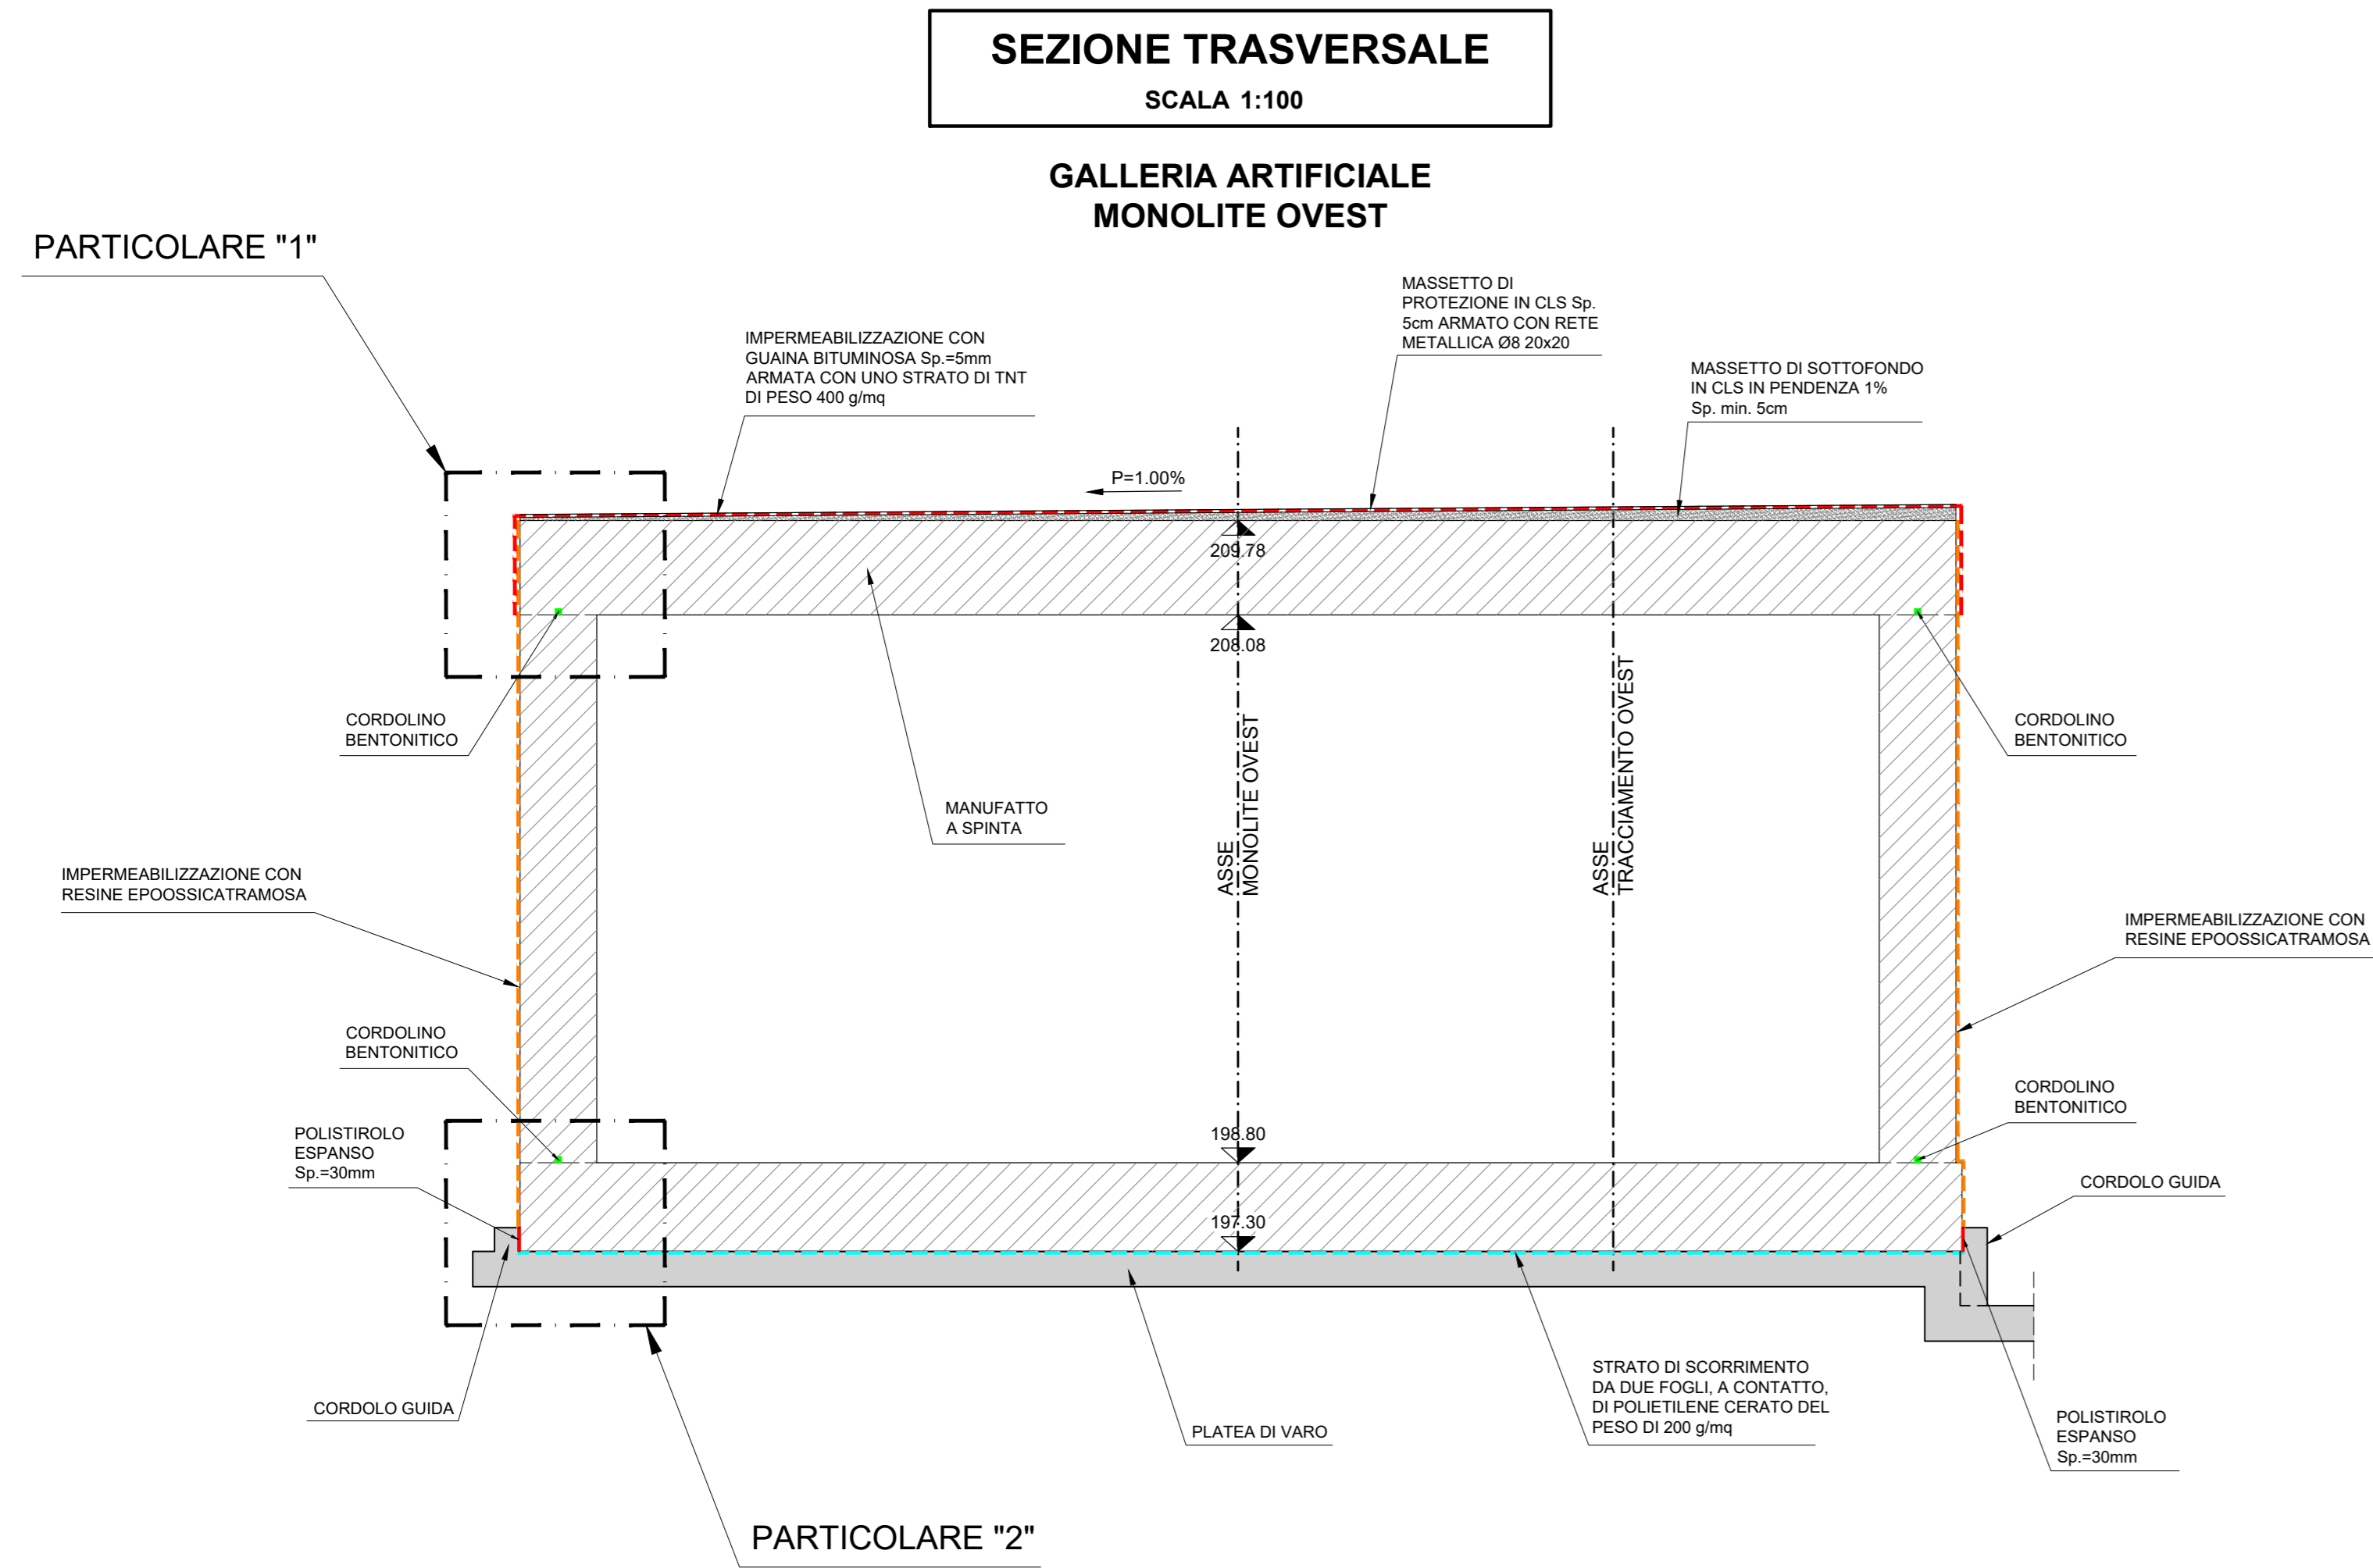 SEZIONE TRASVERSALE
SCALA 1:100
GALLERIA ARTIFICIALE
MONOLITE OVEST
PARTICOLARE "1"
IMPERMEABILIZZAZIONE CON
GUAINA BITUMINOSA Sp.=5mm
ARMATA CON UNO STRATO DI TNT
DI PESO 400 g/mq
MASSETTO DI
PROTEZIONE IN CLS Sp.
5cm ARMATO CON RETE
METALLICA Ø8 20x20
MASSETTO DI SOTTOFONDO
IN CLS IN PENDENZA 1%
Sp. min. 5cm
P=1.00%
209.78
208.08
CORDOLINO
BENTONITICO
CORDOLINO
BENTONITICO
MANUFATTO
A SPINTA
ASSE
MONOLITE OVEST
ASSE
TRACCIAMENTO OVEST
IMPERMEABILIZZAZIONE CON
RESINE EPOOSSICATRAMOSA
IMPERMEABILIZZAZIONE CON
RESINE EPOOSSICATRAMOSA
CORDOLINO
BENTONITICO
CORDOLINO
BENTONITICO
POLISTIROLO
ESPANSO
Sp.=30mm
198.80
197.30
CORDOLO GUIDA
CORDOLO GUIDA
PLATEA DI VARO
STRATO DI SCORRIMENTO
DA DUE FOGLI, A CONTATTO,
DI POLIETILENE CERATO DEL
PESO DI 200 g/mq
POLISTIROLO
ESPANSO
Sp.=30mm
PARTICOLARE "2"